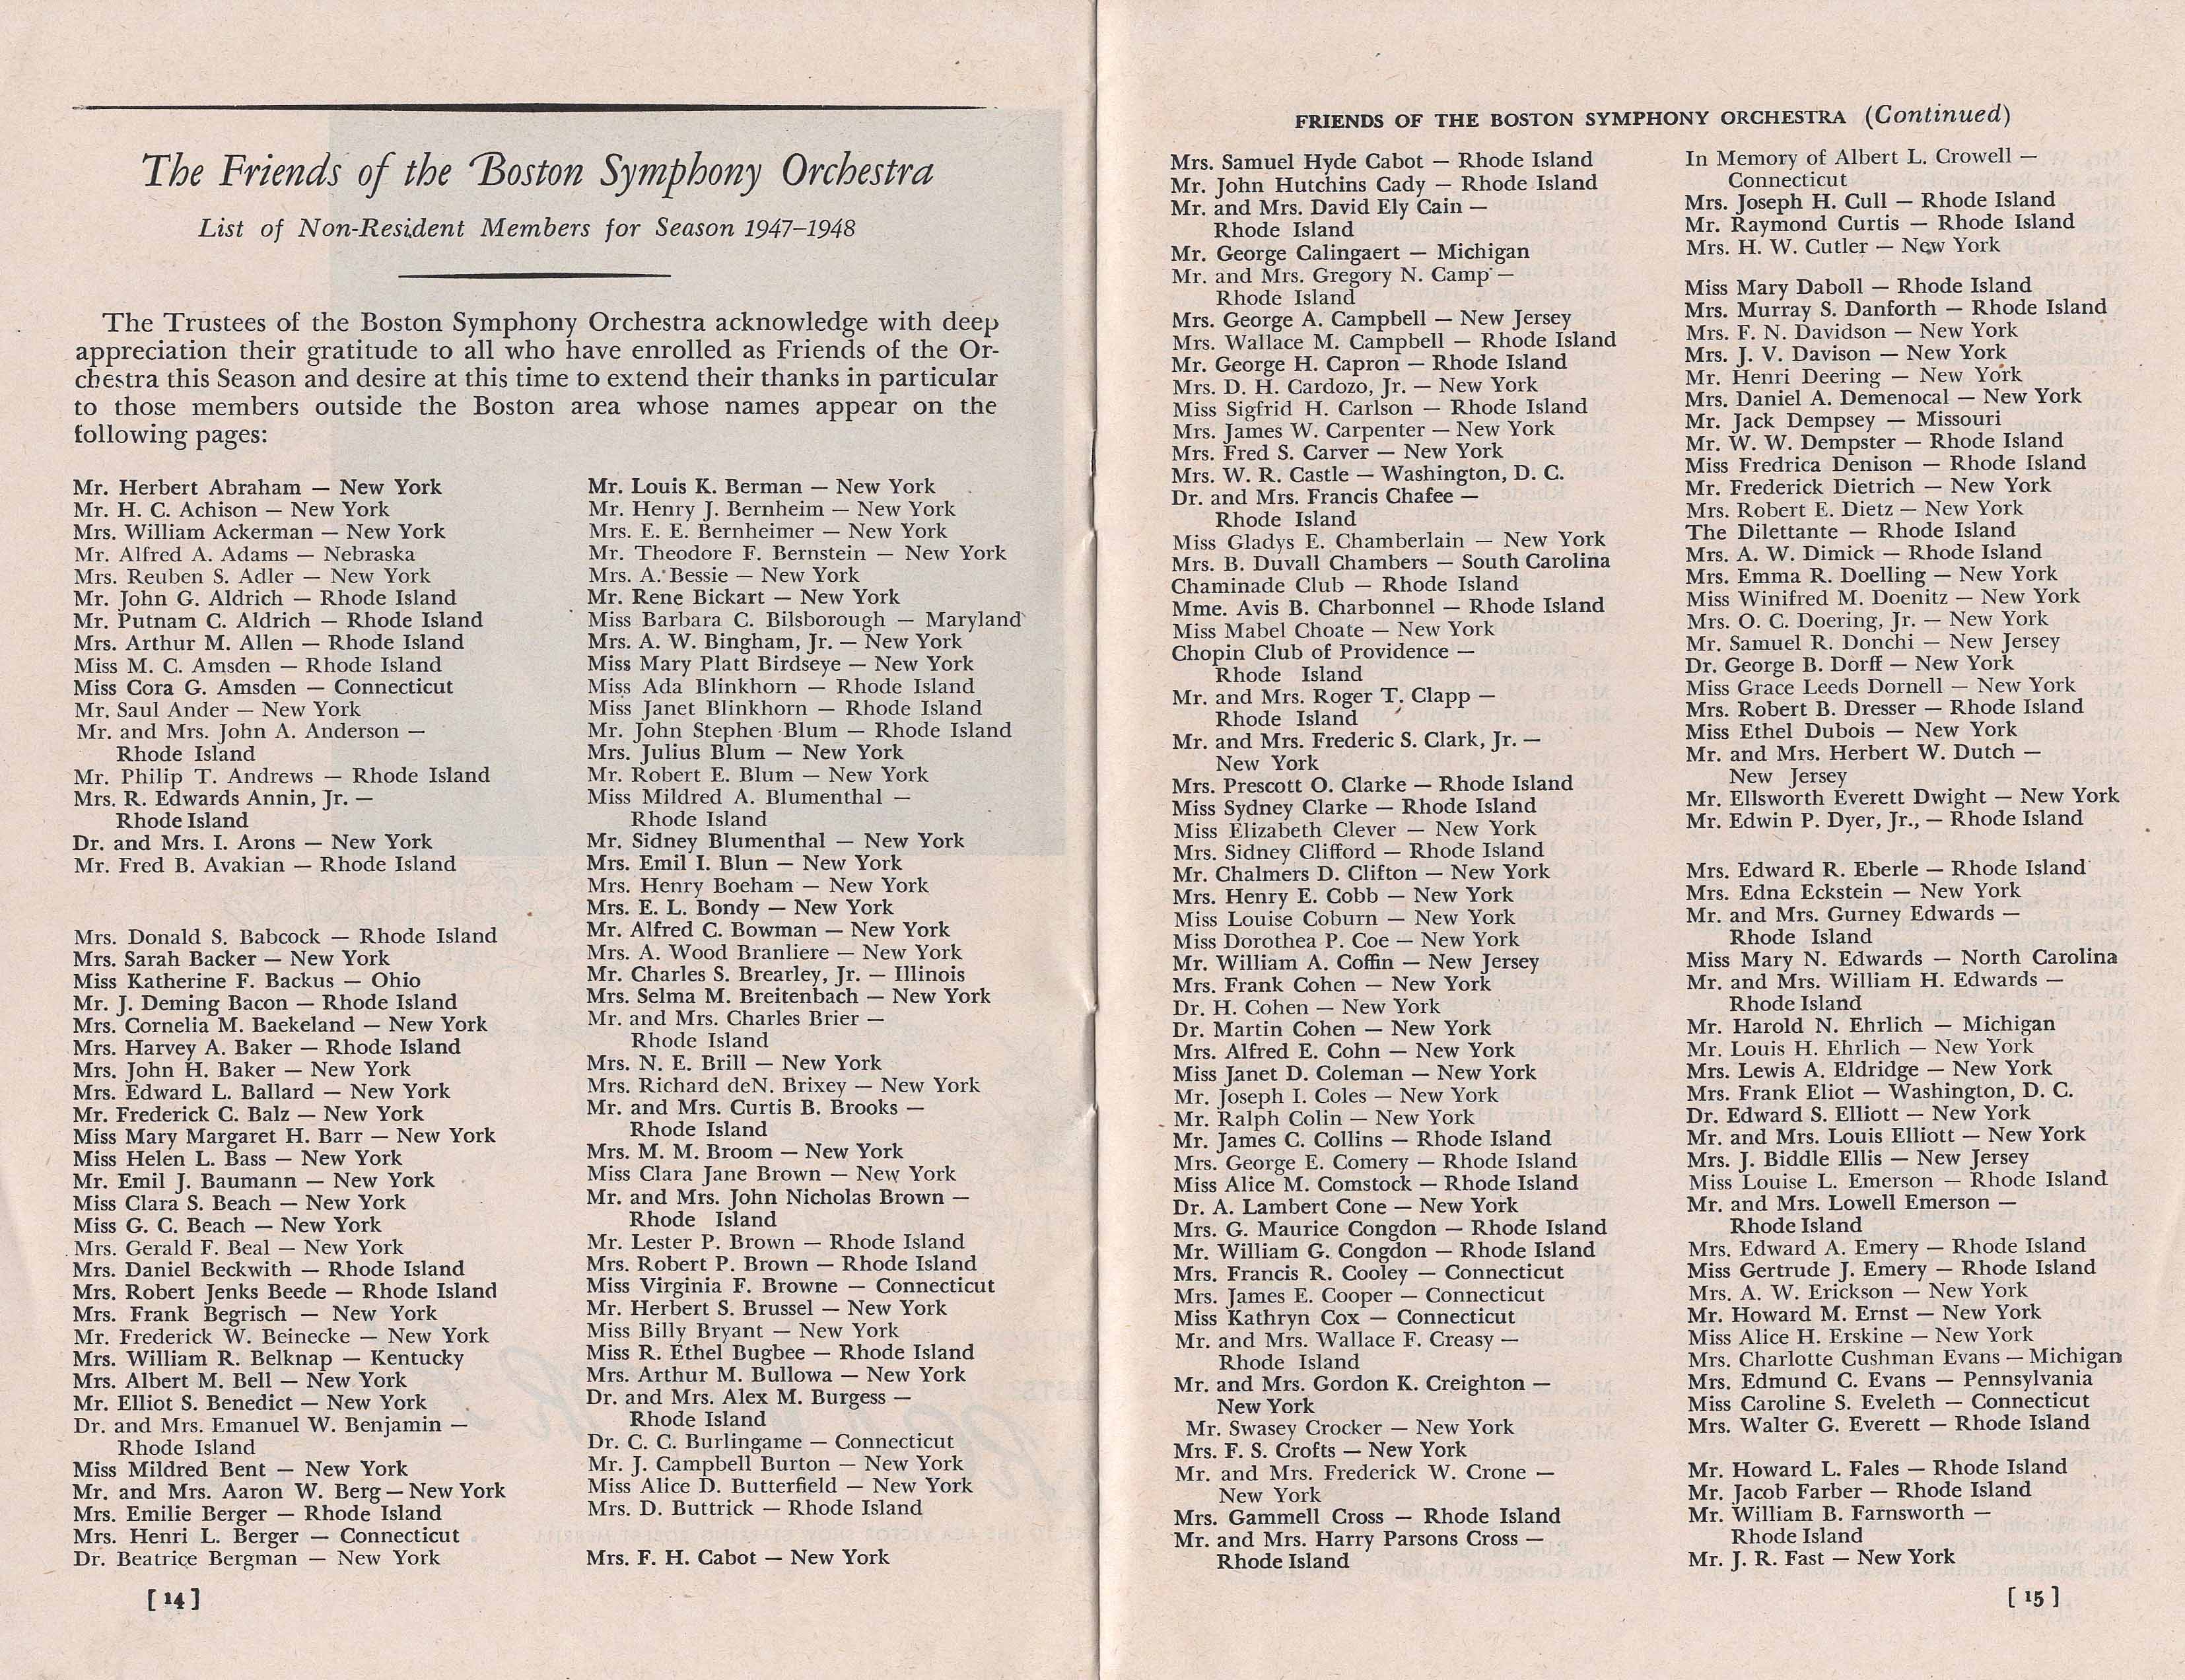 The Friends of the Boston Symphony Orchestra
List of Non-Resident Members for Season 1947–1948
The Trustees of the Boston Symphony Orchestra acknowledge with deep
appreciation their gratitude to all who have enrolled as Friends of the Or-
chestra this Season and desire at this time to extend their thanks in particular
to those members outside the Boston area whose names appear on the
following pages:
Mr. Herbert Abraham — New York
Mr. H. C. Achison — New York
Mrs. William Ackerman — New York
Mr. Alfred A. Adams — Nebraska
Mrs. Reuben S. Adler — New York
Mr. John G. Aldrich — Rhode Island
Mr. Putnam C. Aldrich — Rhode Island
Mrs. Arthur M. Allen — Rhode Island
Miss M. C. Amsden — Rhode Island
Miss Cora G. Amsden — Connecticut
Mr. Saul Ander — New York
Mr. and Mrs. John A. Anderson —
Rhode Island
Mr. Philip T. Andrews — Rhode Island
Mrs. R. Edwards Annin, Jr. —
Rhode Island
Dr. and Mrs. I. Arons — New York
Mr. Fred B. Avakian — Rhode Island
Mrs. Donald S. Babcock — Rhode Island
Mrs. Sarah Backer — New York
Miss Katherine F. Backus — Ohio
Mr. J. Deming Bacon — Rhode Island
Mrs. Cornelia M. Baekeland — New York
Mrs. Harvey A. Baker — Rhode Island
Mrs. John H. Baker — New York
Mrs. Edward L. Ballard — New York
Mr. Frederick C. Balz — New York
Miss Mary Margaret H. Barr — New York
Miss Helen L. Bass — New York
Mr. Emil J. Baumann — New York
Miss Clara S. Beach — New York
Miss G. C. Beach — New York
Mrs. Gerald F. Beal — New York
Mrs. Daniel Beckwith — Rhode Island
Mrs. Robert Jenks Beede — Rhode Island
Mrs. Frank Begrisch — New York
Mr. Frederick W. Beinecke — New York
Mrs. William R. Belknap — Kentucky
Mrs. Albert M. Bell — New York
Mr. Elliot S. Benedict — New York
Dr. and Mrs. Emanuel W. Benjamin —
Rhode Island
Miss Mildred Bent — New York
Mr. and Mrs. Aaron W. Berg — New York
Mrs. Emilie Berger — Rhode Island
Mrs. Henri L. Berger — Connecticut
Dr. Beatrice Bergman — New York
Mr. Louis K. Berman — New York
Mr. Henry J. Bernheim — New York
Mrs. E. E. Bernheimer — New York
Mr. Theodore F. Bernstein — New York
Mrs. A. Bessie — New York
Mr. Rene Bickart — New York
Miss Barbara C. Bilsborough — Maryland
Mrs. A. W. Bingham, Jr. — New York
Miss Mary Platt Birdseye — New York
Miss Ada Blinkhorn — Rhode Island
Miss Janet Blinkhorn — Rhode Island
Mr. John Stephen Blum — Rhode Island
Mrs. Julius Blum — New York
Mr. Robert E. Blum — New York
Miss Mildred A. Blumenthal —
Rhode Island
Mr. Sidney Blumenthal — New York
Mrs. Emil I. Blun — New York
Mrs. Henry Boeham — New York
Mrs. E. L. Bondy — New York
Mr. Alfred C. Bowman — New York
Mrs. A. Wood Branliere — New York
Mr. Charles S. Brearley, Jr. — Illinois
Mrs. Selma M. Breitenbach — New York
Mr. and Mrs. Charles Brier —
Rhode Island
Mrs. N. E. Brill — New York
Mrs. Richard deN. Brixey — New York
Mr. and Mrs. Curtis B. Brooks —
Rhode Island
Mrs. M. M. Broom — New York
Miss Clara Jane Brown — New York
Mr. and Mrs. John Nicholas Brown —
Rhode Island
Mr. Lester P. Brown — Rhode Island
Mrs. Robert P. Brown — Rhode Island
Miss Virginia F. Browne — Connecticut
Mr. Herbert S. Brussel — New York
Miss Billy Bryant — New York
Miss R. Ethel Bugbee — Rhode Island
Mrs. Arthur M. Bullowa — New York
Dr. and Mrs. Alex M. Burgess —
Rhode Island
Dr. C. C. Burlingame — Connecticut
Mr. J. Campbell Burton — New York
Miss Alice D. Butterfield — New York
Mrs. D. Buttrick — Rhode Island
Mrs. F. H. Cabot — New York
[ 14 ]
FRIENDS OF THE BOSTON SYMPHONY ORCHESTRA (Continued)
Mrs. Samuel Hyde Cabot — Rhode Island
Mr. John Hutchins Cady — Rhode Island
Mr. and Mrs. David Ely Cain —
Rhode Island
Mr. George Calingaert — Michigan
Mr. and Mrs. Gregory N. Camp —
Rhode Island
Mrs. George A. Campbell — New Jersey
Mrs. Wallace M. Campbell — Rhode Island
Mr. George H. Capron — Rhode Island
Mrs. D. H. Cardozo, Jr. — New York
Miss Sigfrid H. Carlson — Rhode Island
Mrs. James W. Carpenter — New York
Mrs. Fred S. Carver — New York
Mrs. W. R. Castle — Washington, D. C.
Dr. and Mrs. Francis Chafee —
Rhode Island
Miss Gladys E. Chamberlain — New York
Mrs. B. Duvall Chambers — South Carolina
Chaminade Club — Rhode Island
Mme. Avis B. Charbonnel — Rhode Island
Miss Mabel Choate — New York
Chopin Club of Providence —
Rhode Island
Mr. and Mrs. Roger T. Clapp —
Rhode Island
Mr. and Mrs. Frederic S. Clark, Jr. —
New York
Mrs. Prescott O. Clarke — Rhode Island
Miss Sydney Clarke — Rhode Island
Miss Elizabeth Clever — New York
Mrs. Sidney Clifford — Rhode Island
Mr. Chalmers D. Clifton — New York
Mrs. Henry E. Cobb — New York
Miss Louise Coburn — New York
Miss Dorothea P. Coe — New York
Mr. William A. Coffin — New Jersey
Mrs. Frank Cohen — New York
Dr. H. Cohen — New York
Dr. Martin Cohen — New York
Mrs. Alfred E. Cohn — New York
Miss Janet D. Coleman — New York
Mr. Joseph I. Coles — New York
Mr. Ralph Colin — New York
Mr. James C. Collins — Rhode Island
Mrs. George E. Comery — Rhode Island
Miss Alice M. Comstock — Rhode Island
Dr. A. Lambert Cone — New York
Mrs. G. Maurice Congdon — Rhode Island
Mr. William G. Congdon — Rhode Island
Mrs. Francis R. Cooley — Connecticut
Mrs. James E. Cooper — Connecticut
Miss Kathryn Cox — Connecticut
Mr. and Mrs. Wallace F. Creasy —
Rhode Island
Mr. and Mrs. Gordon K. Creighton —
New York
Mr. Swasey Crocker — New York
Mrs. F. S. Crofts — New York
Mr. and Mrs. Frederick W. Crone —
New York
Mrs. Gammell Cross — Rhode Island
Mr. and Mrs. Harry Parsons Cross —
Rhode Island
In Memory of Albert L. Crowell —
Connecticut
Mrs. Joseph H. Cull — Rhode Island
Mr. Raymond Curtis — Rhode Island
Mrs. H. W. Cutler — New York
Miss Mary Daboll — Rhode Island
Mrs. Murray S. Danforth — Rhode Island
Mrs. F. N. Davidson — New York
Mrs. J. V. Davison — New York
Mr. Henri Deering — New York
Mrs. Daniel A. Demenocal — New York
Mr. Jack Dempsey — Missouri
Mr. W. W. Dempster — Rhode Island
Miss Fredrica Denison — Rhode Island
Mr. Frederick Dietrich — New York
Mrs. Robert E. Dietz — New York
The Dilettante — Rhode Island
Mrs. A. W. Dimick — Rhode Island
Mrs. Emma R. Doelling — New York
Miss Winifred M. Doenitz — New York
Mrs. O. C. Doering, Jr. — New York
Mr. Samuel R. Donchi — New Jersey
Dr. George B. Dorff — New York
Miss Grace Leeds Dornell — New York
Mrs. Robert B. Dresser — Rhode Island
Miss Ethel Dubois — New York
Mr. and Mrs. Herbert W. Dutch —
New Jersey
Mr. Ellsworth Everett Dwight — New York
Mr. Edwin P. Dyer, Jr., — Rhode Island
Mrs. Edward R. Eberle — Rhode Island
Mrs. Edna Eckstein — New York
Mr. and Mrs. Gurney Edwards —
Rhode Island
Miss Mary N. Edwards — North Carolina
Mr. and Mrs. William H. Edwards —
Rhode Island
Mr. Harold N. Ehrlich — Michigan
Mr. Louis H. Ehrlich — New York
Mrs. Lewis A. Eldridge — New York
Mrs. Frank Eliot — Washington, D. C.
Dr. Edward S. Elliott — New York
Mr. and Mrs. Louis Elliott — New York
Mrs. J. Biddle Ellis — New Jersey
Miss Louise L. Emerson — Rhode Island
Mr. and Mrs. Lowell Emerson —
Rhode Island
Mrs. Edward A. Emery — Rhode Island
Miss Gertrude J. Emery — Rhode Island
Mrs. A. W. Erickson — New York
Mr. Howard M. Ernst — New York
Miss Alice H. Erskine — New York
Mrs. Charlotte Cushman Evans — Michigan
Mrs. Edmund C. Evans — Pennsylvania
Miss Caroline S. Eveleth — Connecticut
Mrs. Walter G. Everett — Rhode Island
Mr. Howard L. Fales — Rhode Island
Mr. Jacob Farber — Rhode Island
Mr. William B. Farnsworth —
Rhode Island
Mr. J. R. Fast — New York
[ 15 ]